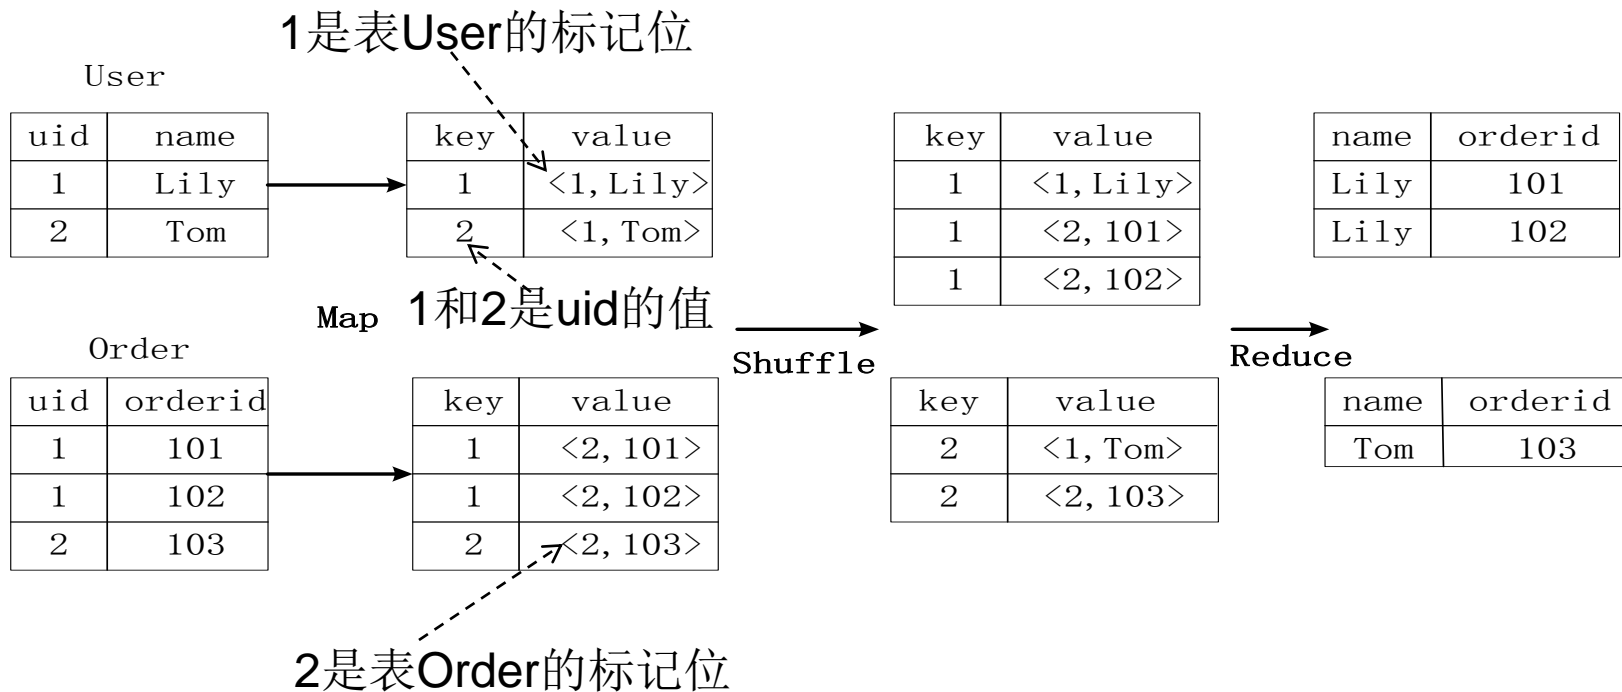 1是表User的标记位
User
uid name
1 Lily
2 Tom
key value
1 <1,Lily>
2 <1,Tom>
1和2是uid的值
Map
Order
uid orderid
1 101
1 102
2 103
key value
1 <2,101>
1 <2,102>
2 <2,103>
2是表Order的标记位
Shuffle
key value
1 <1,Lily>
1 <2,101>
1 <2,102>
key value
2 <1,Tom>
2 <2,103>
Reduce
name orderid
Lily 101
Lily 102
name orderid
Tom 103